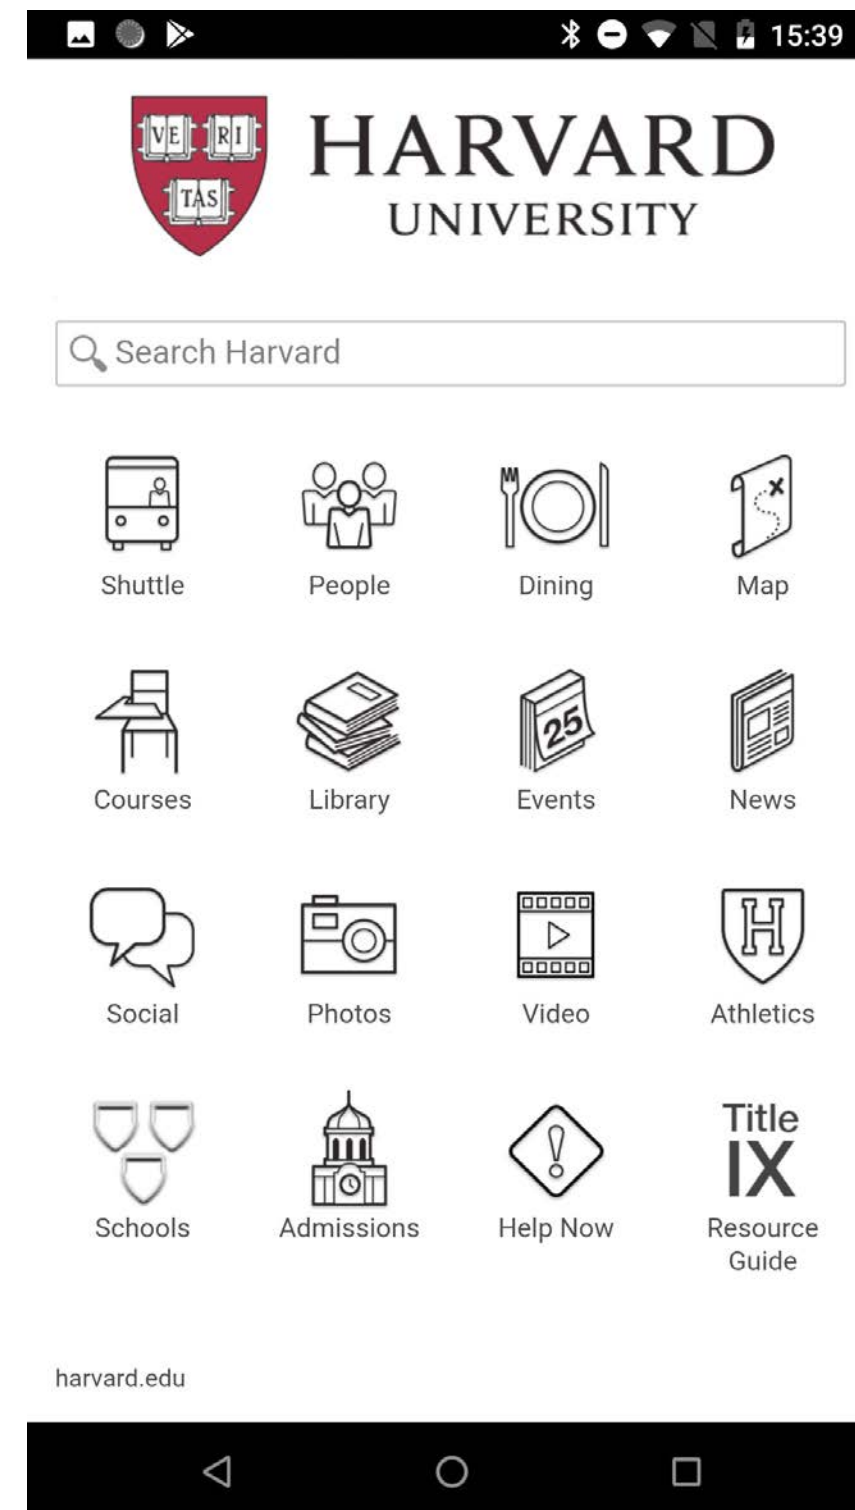 15:39
VE RI
TAS
HARVARD
UNIVERSITY
Search Harvard
Shuttle People Dining Map
25
Courses Library Events News
H
Social Photos Video Athletics
Title
IX
Schools Admissions Help Now Resource
Guide
harvard.edu